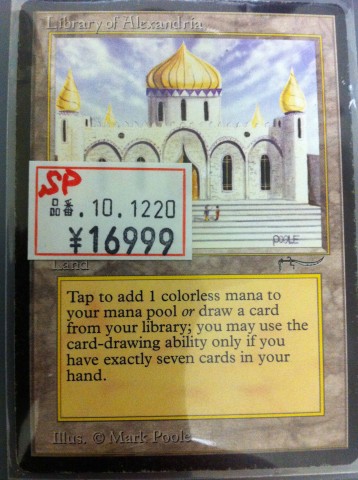 Library of Alexandria
品番.10.1220
¥16999
POOLE
Land
Tap to add 1 colorless mana to
your mana pool or draw a card
from your library; you may use the
card-drawing ability only if you
have exactly seven cards in your
hand.
Illus. © Mark Poole